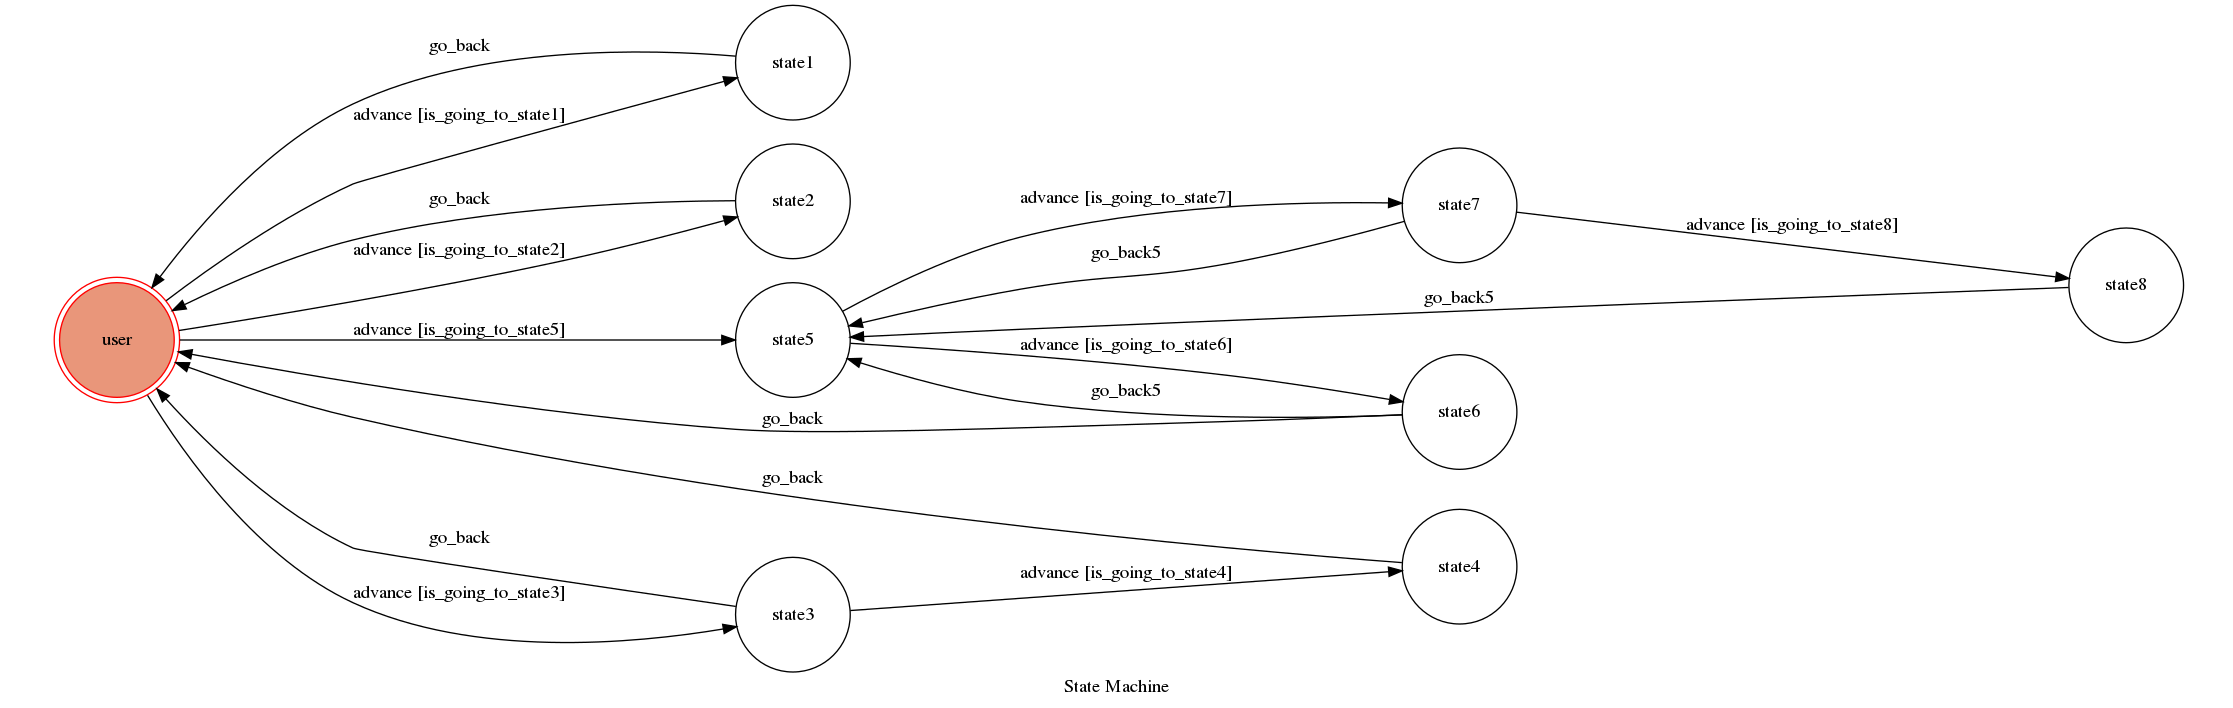 go_back
state1
advance [is_going_to_state1]
go_back
state2
advance [is_going_to_state2]
advance [is_going_to_state7]
state7
advance [is_going_to_state8]
go_back5
state8
go_back5
user
advance [is_going_to_state5]
state5
advance [is_going_to_state6]
go_back5
state6
go_back
go_back
go_back
advance [is_going_to_state3]
state3
advance [is_going_to_state4]
state4
State Machine